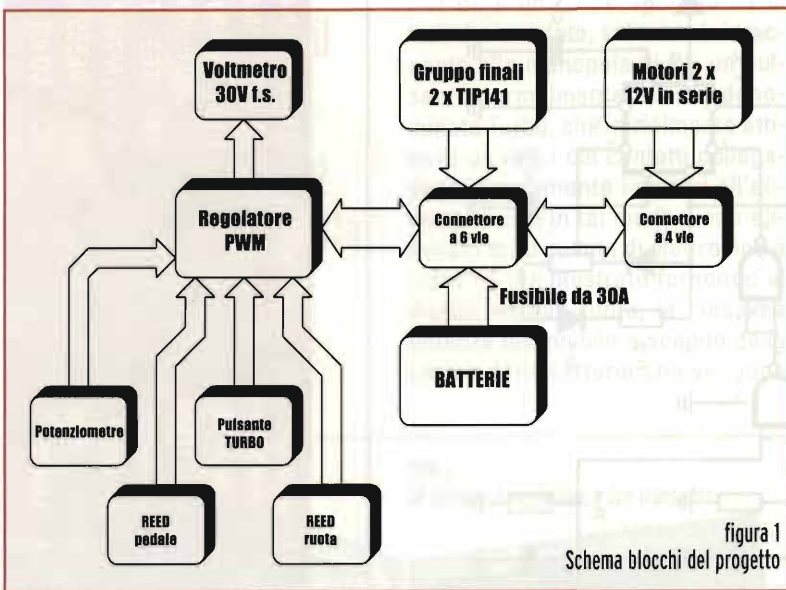 Voltmetro
30V f.s.
Gruppo finali
2 x TIP141
Motori 2 x
12V in serie
Regolatore
PWM
Connettore
a 6 vie
Connettore
a 4 vie
Fusibile da 30A
BATTERIE
Potenziometro
Pulsante
TURBO
REED
pedale
REED
ruota
figura 1
Schema blocchi del progetto